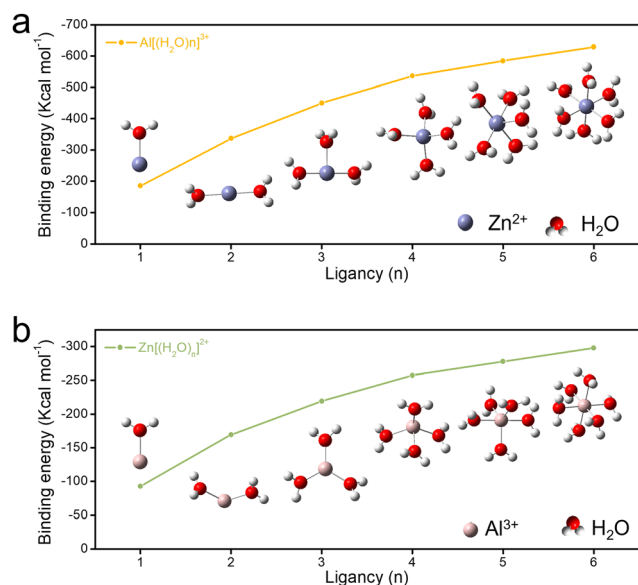 a
Binding energy (Kcal mol⁻¹)
-700
-600
-500
-400
-300
-200
-100
0
Al[(H₂O)n]³⁺
Zn²⁺
H₂O
1 2 3 4 5 6
Ligancy (n)
b
Binding energy (Kcal mol⁻¹)
-300
-250
-200
-150
-100
-50
0
Zn[(H₂O)ₙ]²⁺
Al³⁺
H₂O
1 2 3 4 5 6
Ligancy (n)